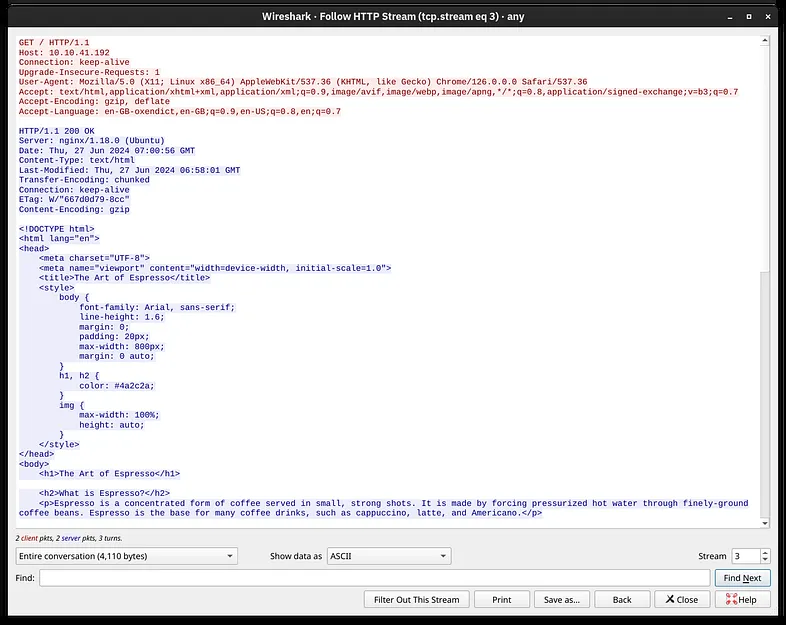 Wireshark · Follow HTTP Stream (tcp.stream eq 3) · any
GET / HTTP/1.1
Host: 10.10.41.192
Connection: keep-alive
Upgrade-Insecure-Requests: 1
User-Agent: Mozilla/5.0 (X11; Linux x86_64) AppleWebKit/537.36 (KHTML, like Gecko) Chrome/126.0.0.0 Safari/537.36
Accept: text/html,application/xhtml+xml,application/xml;q=0.9,image/avif,image/webp,image/apng,*/*;q=0.8,application/signed-exchange;v=b3;q=0.7
Accept-Encoding: gzip, deflate
Accept-Language: en-GB-oxendict,en-GB;q=0.9,en-US;q=0.8,en;q=0.7
HTTP/1.1 200 OK
Server: nginx/1.18.0 (Ubuntu)
Date: Thu, 27 Jun 2024 07:00:56 GMT
Content-Type: text/html
Last-Modified: Thu, 27 Jun 2024 06:58:01 GMT
Transfer-Encoding: chunked
Connection: keep-alive
ETag: W/"667d0d79-8cc"
Content-Encoding: gzip
<!DOCTYPE html>
<html lang="en">
<head>
    <meta charset="UTF-8">
    <meta name="viewport" content="width=device-width, initial-scale=1.0">
    <title>The Art of Espresso</title>
    <style>
        body {
            font-family: Arial, sans-serif;
            line-height: 1.6;
            margin: 0;
            padding: 20px;
            max-width: 800px;
            margin: 0 auto;
        }
        h1, h2 {
            color: #4a2c2a;
        }
        img {
            max-width: 100%;
            height: auto;
        }
    </style>
</head>
<body>
    <h1>The Art of Espresso</h1>
    <h2>What is Espresso?</h2>
    <p>Espresso is a concentrated form of coffee served in small, strong shots. It is made by forcing pressurized hot water through finely-ground
coffee beans. Espresso is the base for many coffee drinks, such as cappuccino, latte, and Americano.</p>
2 client pkts, 2 server pkts, 3 turns.
Entire conversation (4,110 bytes) Show data as ASCII Stream 3
Find: Find Next
Filter Out This Stream Print Save as... Back Close Help